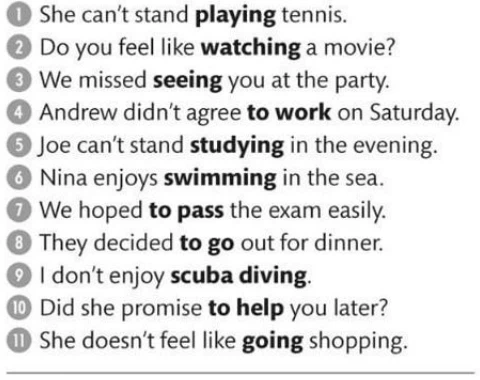 1 She can't stand playing tennis.
2 Do you feel like watching a movie?
3 We missed seeing you at the party.
4 Andrew didn't agree to work on Saturday.
5 Joe can't stand studying in the evening.
6 Nina enjoys swimming in the sea.
7 We hoped to pass the exam easily.
8 They decided to go out for dinner.
9 I don't enjoy scuba diving.
10 Did she promise to help you later?
11 She doesn't feel like going shopping.